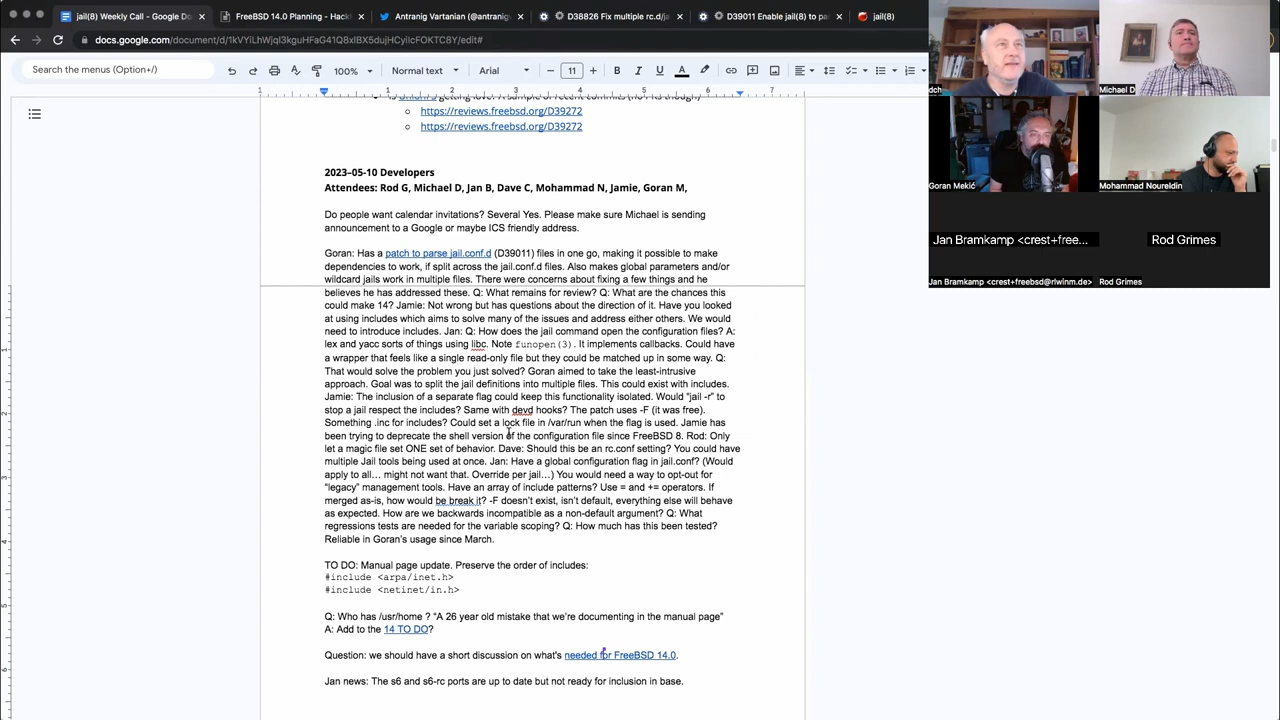 jail(8) Weekly Call - Google Do
FreeBSD 14.0 Planning - Hackm
Antranig Vartanian (@antranig
D38826 Fix multiple rc.d/ja
D39011 Enable jail(8) to pa
jail(8)
docs.google.com/document/d/1kVYiLhWjqI3kguHFaG41Q8xIBX5dujHCyilcFOKTC8Y/edit#
Search the menus (Option+/)
100%
Normal text
Arial
11
B I U A
https://reviews.freebsd.org/D39272
https://reviews.freebsd.org/D39272
2023–05-10 Developers
Attendees: Rod G, Michael D, Jan B, Dave C, Mohammad N, Jamie, Goran M,
Do people want calendar invitations? Several Yes. Please make sure Michael is sending
announcement to a Google or maybe ICS friendly address.
Goran: Has a patch to parse jail.conf.d (D39011) files in one go, making it possible to make
dependencies to work, if split across the jail.conf.d files. Also makes global parameters and/or
wildcard jails work in multiple files. There were concerns about fixing a few things and he
believes he has addressed these. Q: What remains for review? Q: What are the chances this
could make 14? Jamie: Not wrong but has questions about the direction of it. Have you looked
at using includes which aims to solve many of the issues and address either others. We would
need to introduce includes. Jan: Q: How does the jail command open the configuration files? A:
lex and yacc sorts of things using libc. Note funopen(3). It implements callbacks. Could have
a wrapper that feels like a single read-only file but they could be matched up in some way. Q:
That would solve the problem you just solved? Goran aimed to take the least-intrusive
approach. Goal was to split the jail definitions into multiple files. This could exist with includes.
Jamie: The inclusion of a separate flag could keep this functionality isolated. Would “jail -r” to
stop a jail respect the includes? Same with devd hooks? The patch uses -F (it was free).
Something .inc for includes? Could set a lock file in /var/run when the flag is used. Jamie has
been trying to deprecate the shell version of the configuration file since FreeBSD 8. Rod: Only
let a magic file set ONE set of behavior. Dave: Should this be an rc.conf setting? You could have
multiple Jail tools being used at once. Jan: Have a global configuration flag in jail.conf? (Would
apply to all… might not want that. Override per jail…) You would need a way to opt-out for
“legacy” management tools. Have an array of include patterns? Use = and += operators. If
merged as-is, how would be break it? -F doesn’t exist, isn’t default, everything else will behave
as expected. How are we backwards incompatible as a non-default argument? Q: What
regressions tests are needed for the variable scoping? Q: How much has this been tested?
Reliable in Goran’s usage since March.
TO DO: Manual page update. Preserve the order of includes:
#include <arpa/inet.h>
#include <netinet/in.h>
Q: Who has /usr/home ? “A 26 year old mistake that we’re documenting in the manual page”
A: Add to the 14 TO DO?
Question: we should have a short discussion on what's needed for FreeBSD 14.0.
Jan news: The s6 and s6-rc ports are up to date but not ready for inclusion in base.
dch
Michael D
Goran Mekić
Mohammad Noureldin
Jan Bramkamp <crest+free...
Rod Grimes
Jan Bramkamp <crest+freebsd@rlwinm.de>
Rod Grimes